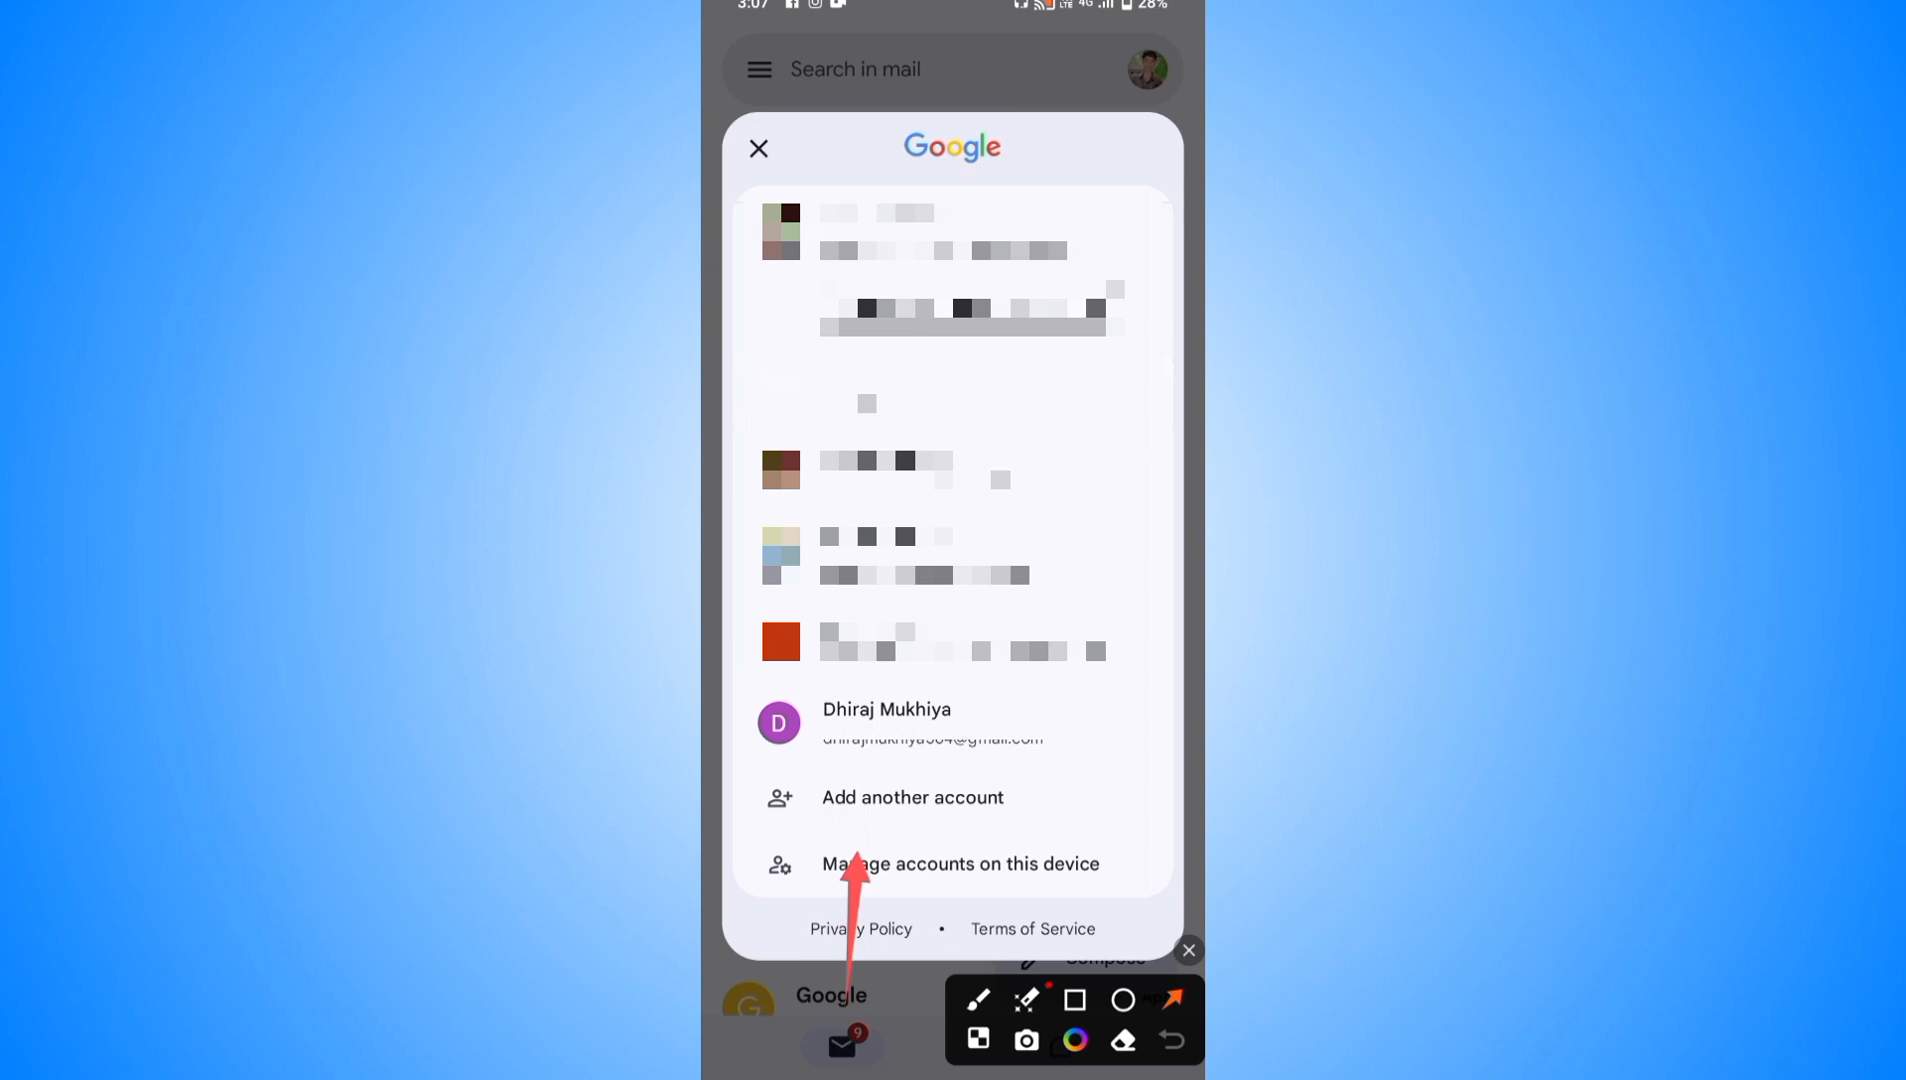 3:07 28%
Search in mail
Google
Dhiraj Mukhiya
D
Add another account
Manage accounts on this device
Privacy Policy • Terms of Service
Compose
G
Google
9